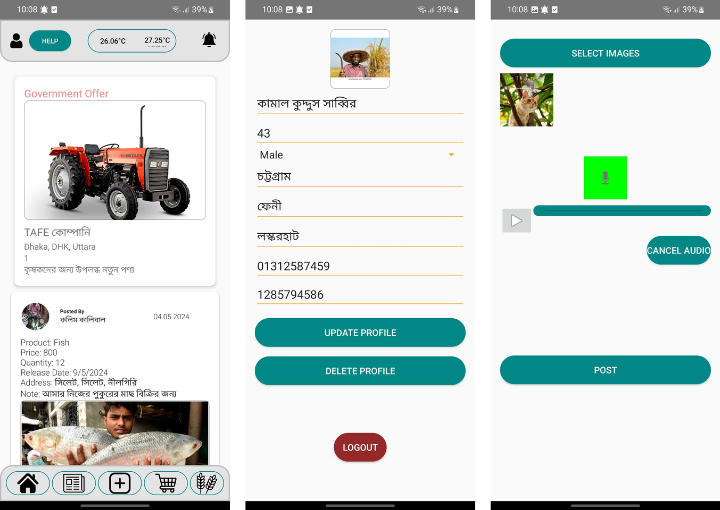 10:08
39%
HELP
26.06°C
27.25°C
Government Offer
TAFE কোম্পানি
Dhaka, DHK, Uttara
1
কৃষকদের জন্য উপলব্ধ নতুন পণ্য
Posted By
কলিম কালিবাল
04.05.2024
Product: Fish
Price: 800
Quantity: 12
Release Date: 9/5/2024
Address: সিলেট, সিলেট, নীলগিরি
Note: আমার নিজের পুকুরের মাছ বিক্রির জন্য
10:08
39%
কামাল কুদ্দুস সাব্বির
43
Male
চট্টগ্রাম
ফেনী
লস্করহাট
01312587459
1285794586
UPDATE PROFILE
DELETE PROFILE
LOGOUT
10:08
39%
SELECT IMAGES
CANCEL AUDIO
POST